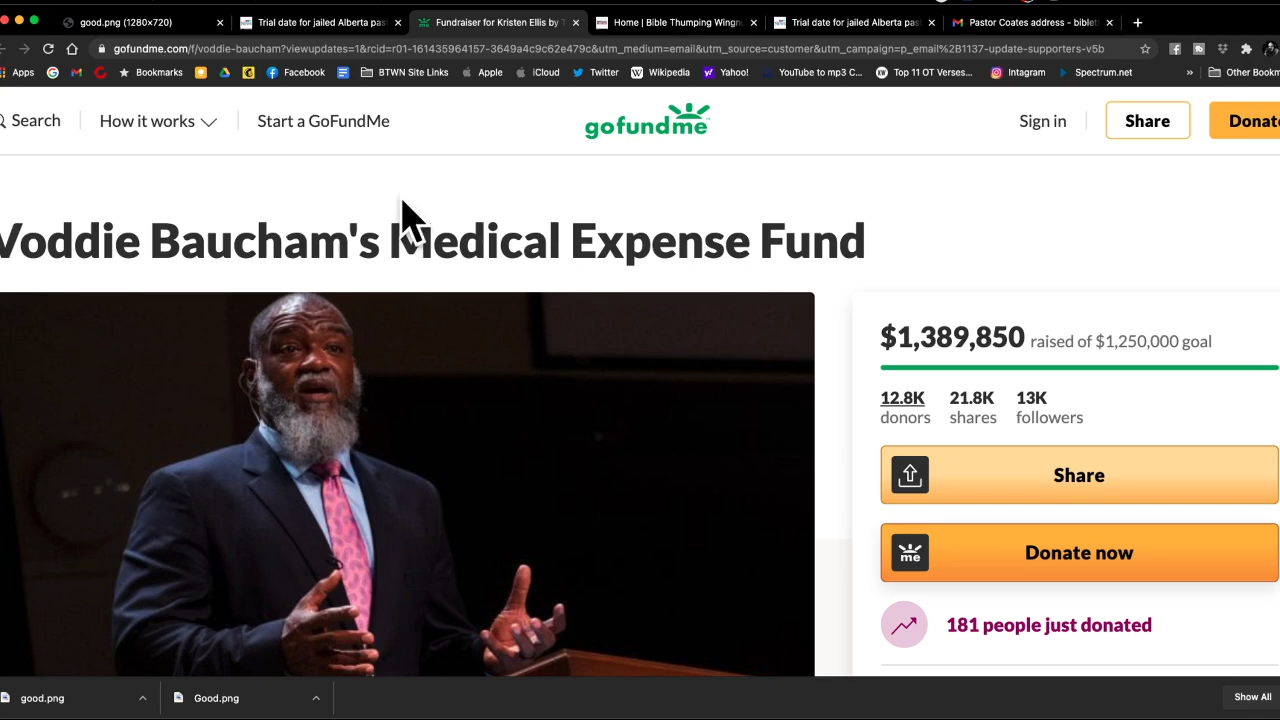 good.png (1280×720)
Trial date for jailed Alberta pas
Fundraiser for Kristen Ellis by T
Home | Bible Thumping Wingnu
Trial date for jailed Alberta pas
Pastor Coates address - biblet
gofundme.com/f/voddie-baucham?viewupdates=1&rcid=r01-161435964157-3649a4c9c62e479c&utm_medium=email&utm_source=customer&utm_campaign=p_email%2B1137-update-supporters-v5b
Apps
Bookmarks
BTWN Site Links
Facebook
Apple
iCloud
Twitter
Wikipedia
Yahoo!
YouTube to mp3 C...
Top 11 OT Verses...
Intagram
Spectrum.net
»
Other Bookm
Search
How it works
Start a GoFundMe
gofundme
Sign in
Share
Donate
Voddie Baucham's Medical Expense Fund
$1,389,850 raised of $1,250,000 goal
12.8K 21.8K 13K
donors shares followers
Share
me
Donate now
181 people just donated
good.png
Good.png
Show All